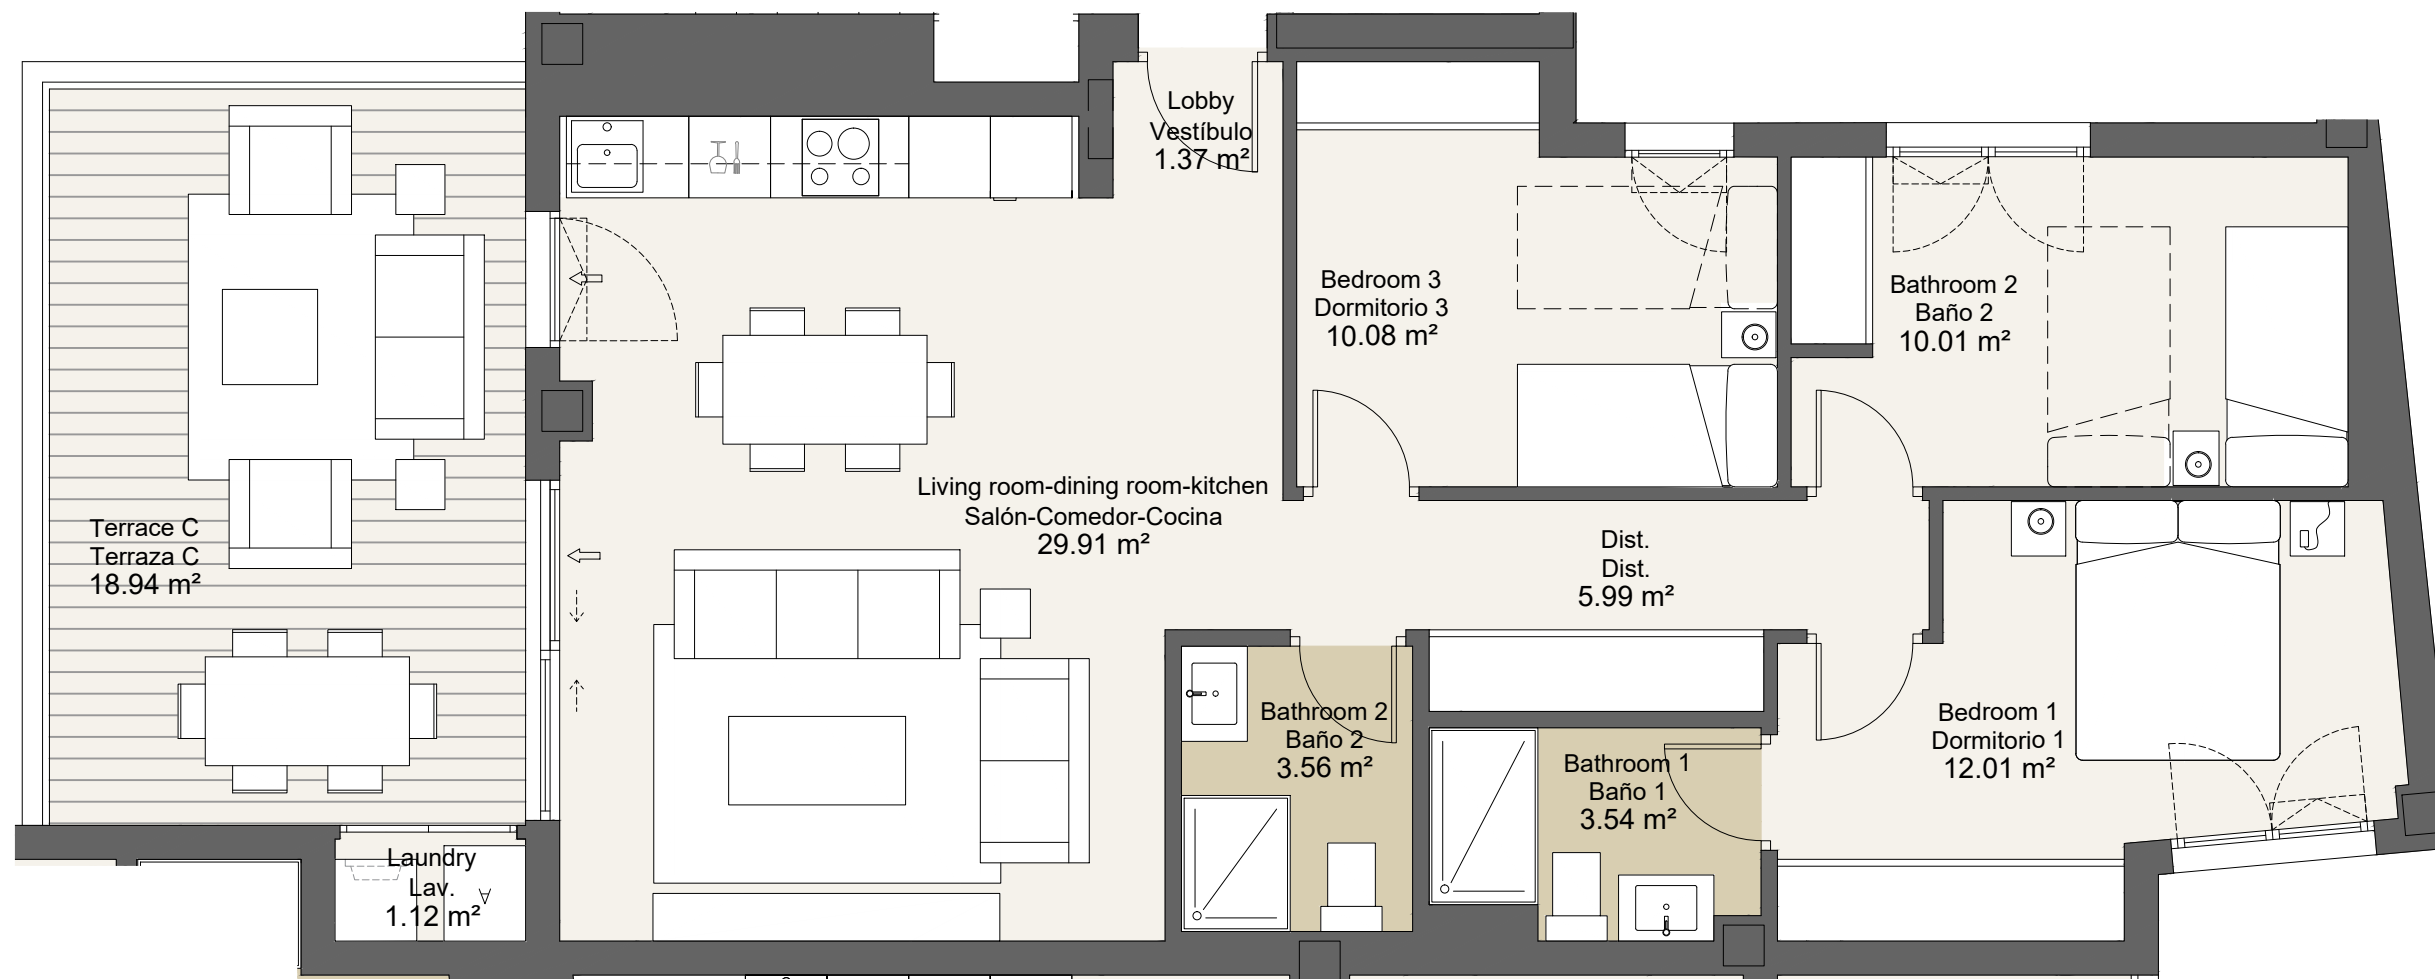 Lobby
Vestíbulo
1.37 m²
Bedroom 3
Dormitorio 3
10.08 m²
Bathroom 2
Baño 2
10.01 m²
Living room-dining room-kitchen
Salón-Comedor-Cocina
29.91 m²
Terrace C
Terraza C
18.94 m²
Dist.
Dist.
5.99 m²
Bathroom 2
Baño 2
3.56 m²
Bathroom 1
Baño 1
3.54 m²
Bedroom 1
Dormitorio 1
12.01 m²
Laundry
Lav.
1.12 m²